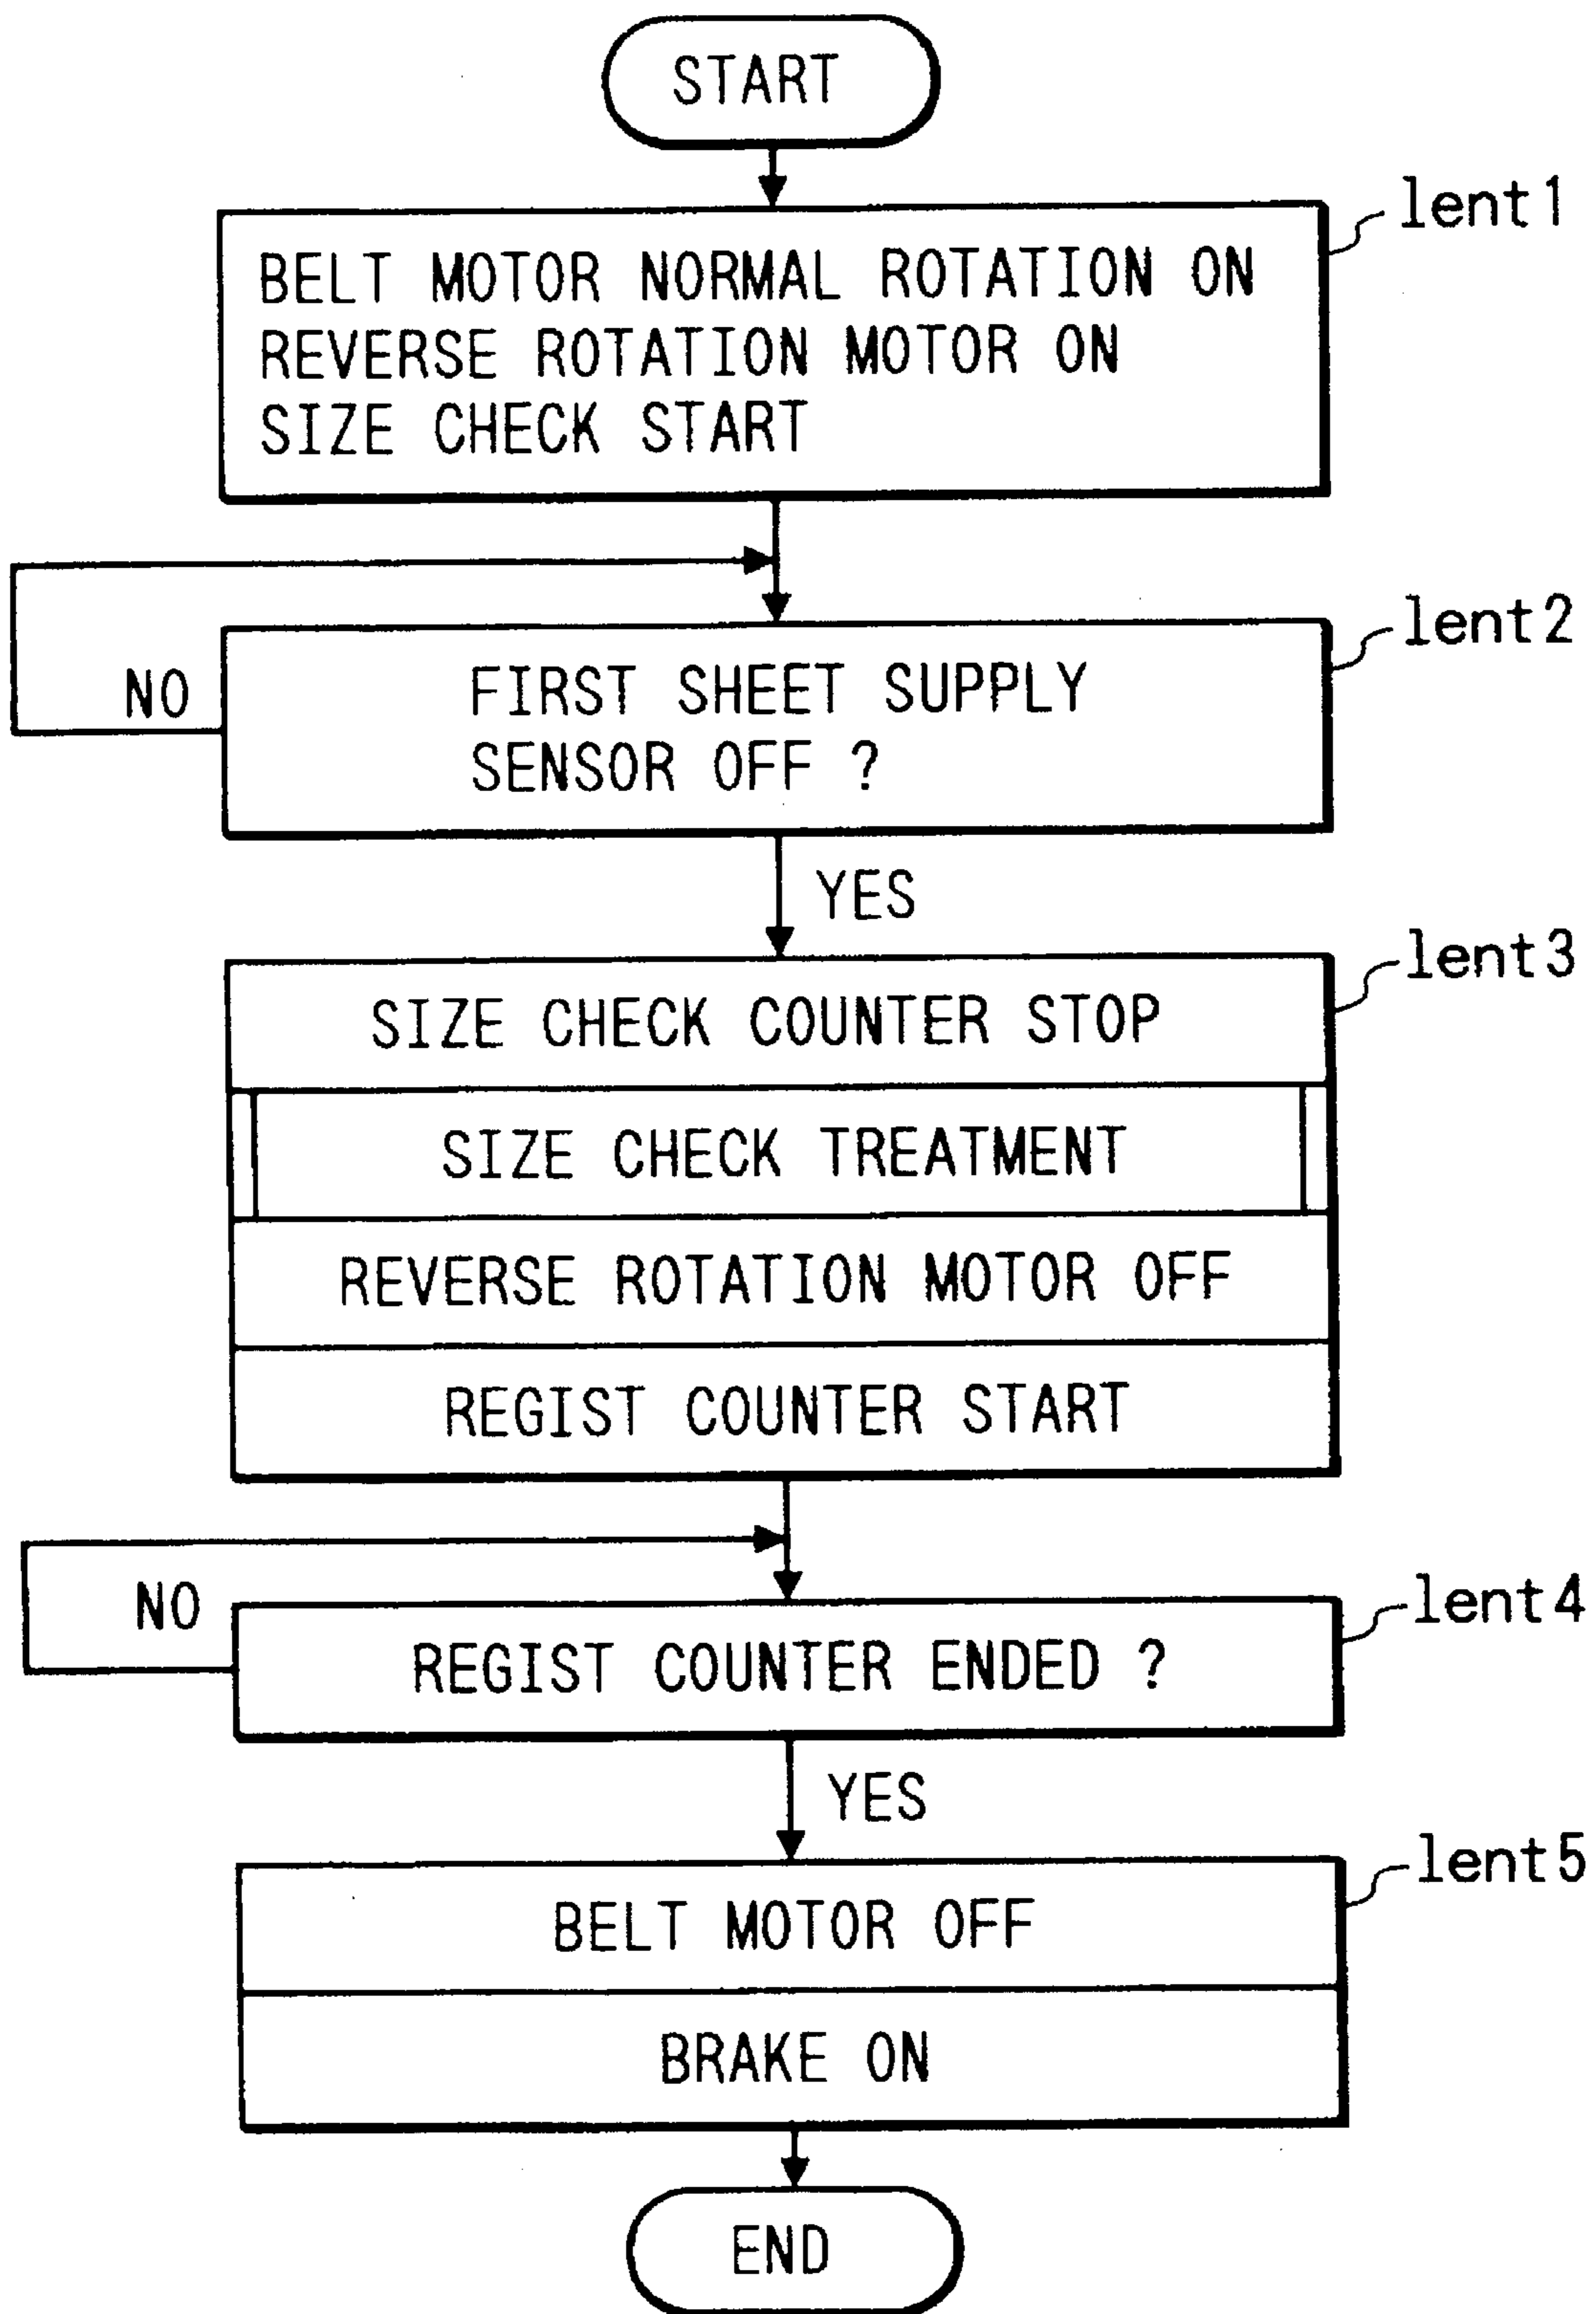 START
lent1
BELT MOTOR NORMAL ROTATION ON
REVERSE ROTATION MOTOR ON
SIZE CHECK START
lent2
NO
FIRST SHEET SUPPLY
SENSOR OFF ?
YES
lent3
SIZE CHECK COUNTER STOP
SIZE CHECK TREATMENT
REVERSE ROTATION MOTOR OFF
REGIST COUNTER START
lent4
NO
REGIST COUNTER ENDED ?
YES
lent5
BELT MOTOR OFF
BRAKE ON
END